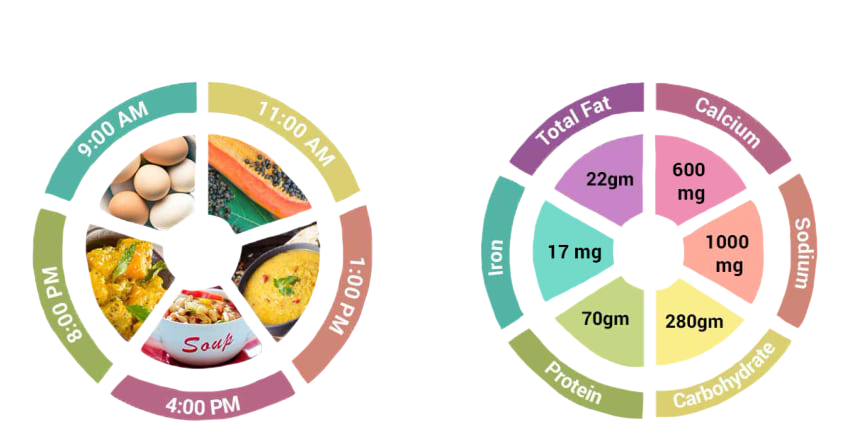 9:00 AM
11:00 AM
1:00 PM
4:00 PM
8:00 PM
Soup
Total Fat
Calcium
Sodium
Carbohydrate
Protein
Iron
22gm
600
mg
1000
mg
280gm
70gm
17 mg